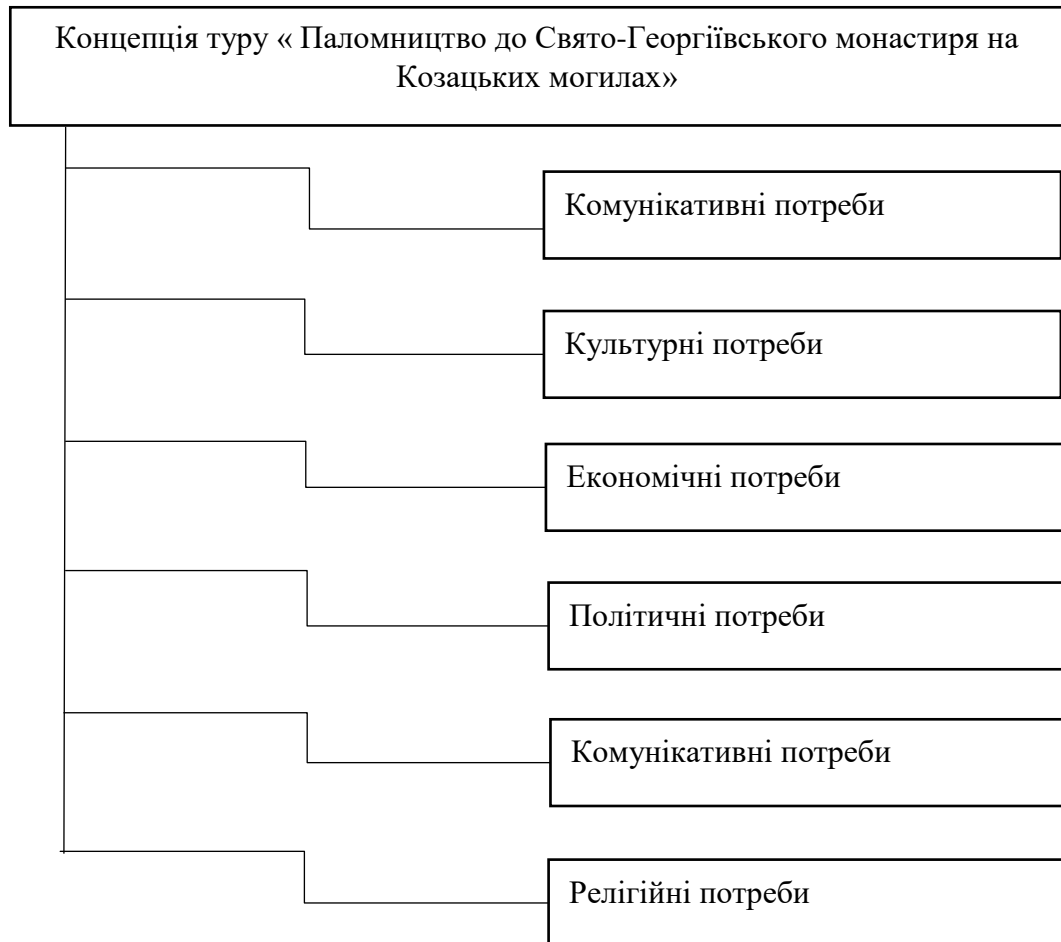 Концепція туру « Паломництво до Свято-Георгіївського монастиря на
Козацьких могилах»
Комунікативні потреби
Культурні потреби
Економічні потреби
Політичні потреби
Комунікативні потреби
Релігійні потреби